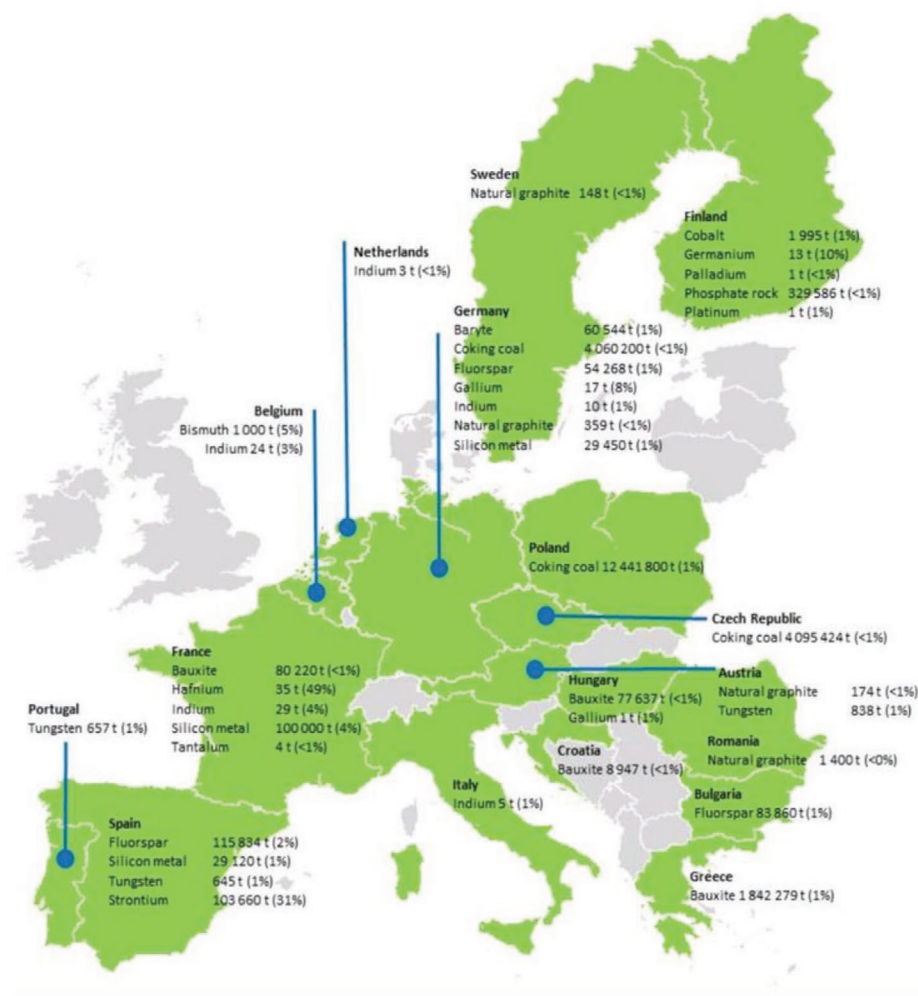 Sweden
Natural graphite 148 t (<1%)
Finland
Cobalt 1 995 t (1%)
Germanium 13 t (10%)
Palladium 1 t (<1%)
Phosphate rock 329 586 t (<1%)
Platinum 1 t (1%)
Netherlands
Indium 3 t (<1%)
Germany
Baryte 60 544 t (1%)
Coking coal 4 060 200 t (<1%)
Fluorspar 54 268 t (1%)
Gallium 17 t (8%)
Indium 10 t (1%)
Natural graphite 359 t (<1%)
Silicon metal 29 450 t (1%)
Belgium
Bismuth 1 000 t (5%)
Indium 24 t (3%)
Poland
Coking coal 12 441 800 t (1%)
Czech Republic
Coking coal 4 095 424 t (<1%)
France
Bauxite 80 220 t (<1%)
Hafnium 35 t (49%)
Indium 29 t (4%)
Silicon metal 100 000 t (4%)
Tantalum 4 t (<1%)
Austria
Natural graphite 174 t (<1%)
Tungsten 838 t (1%)
Hungary
Bauxite 77 637 t (<1%)
Gallium 1 t (1%)
Portugal
Tungsten 657 t (1%)
Romania
Natural graphite 1 400 t (<0%)
Croatia
Bauxite 8 947 t (<1%)
Italy
Indium 5 t (1%)
Bulgaria
Fluorspar 83 860 t (1%)
Spain
Fluorspar 115 834 t (2%)
Silicon metal 29 120 t (1%)
Tungsten 645 t (1%)
Strontium 103 660 t (31%)
Greece
Bauxite 1 842 279 t (1%)